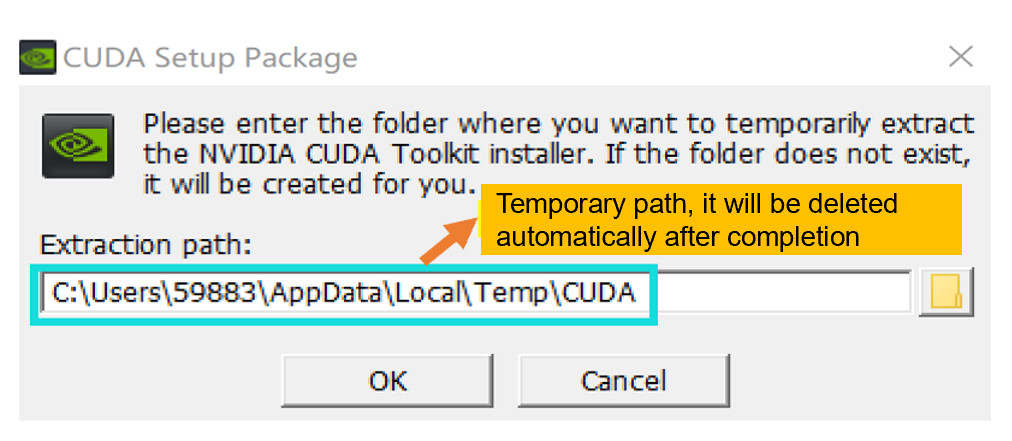 CUDA Setup Package
Please enter the folder where you want to temporarily extract
the NVIDIA CUDA Toolkit installer. If the folder does not exist,
it will be created for you.
Temporary path, it will be deleted
automatically after completion
Extraction path:
C:\Users\59883\AppData\Local\Temp\CUDA
OK
Cancel